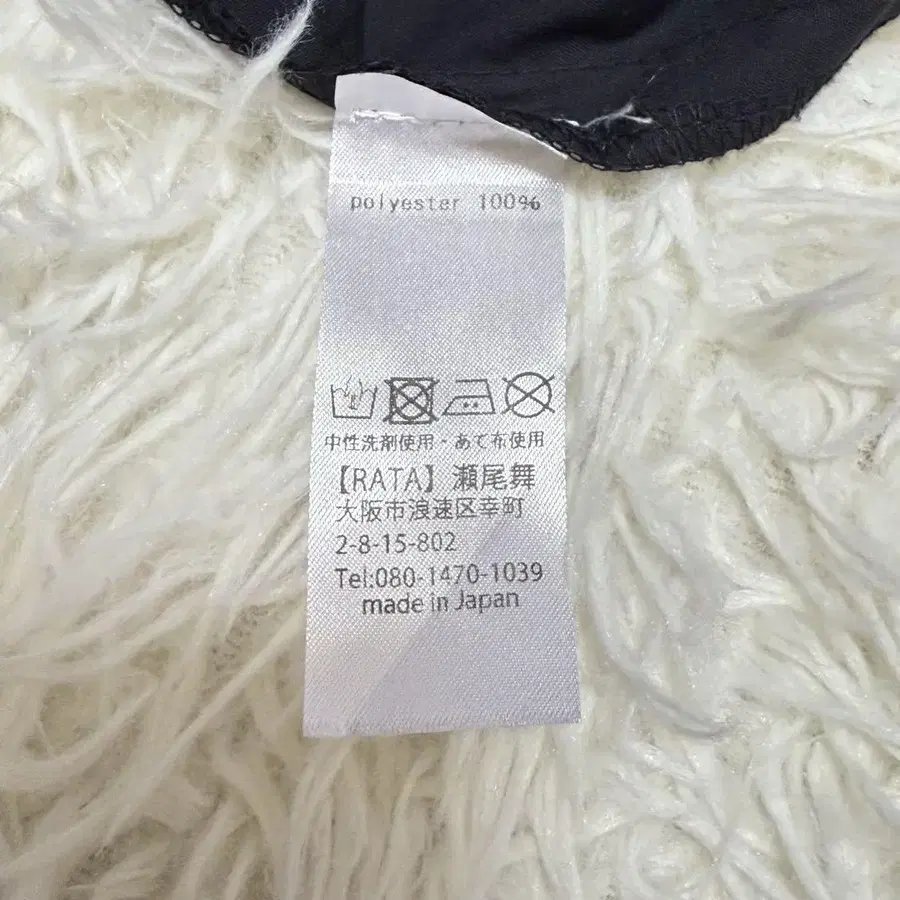 polyester 100%
中性洗剤使用・あて布使用
【RATA】瀬尾舞
大阪市浪速区幸町
2-8-15-802
Tel:080-1470-1039
made in Japan